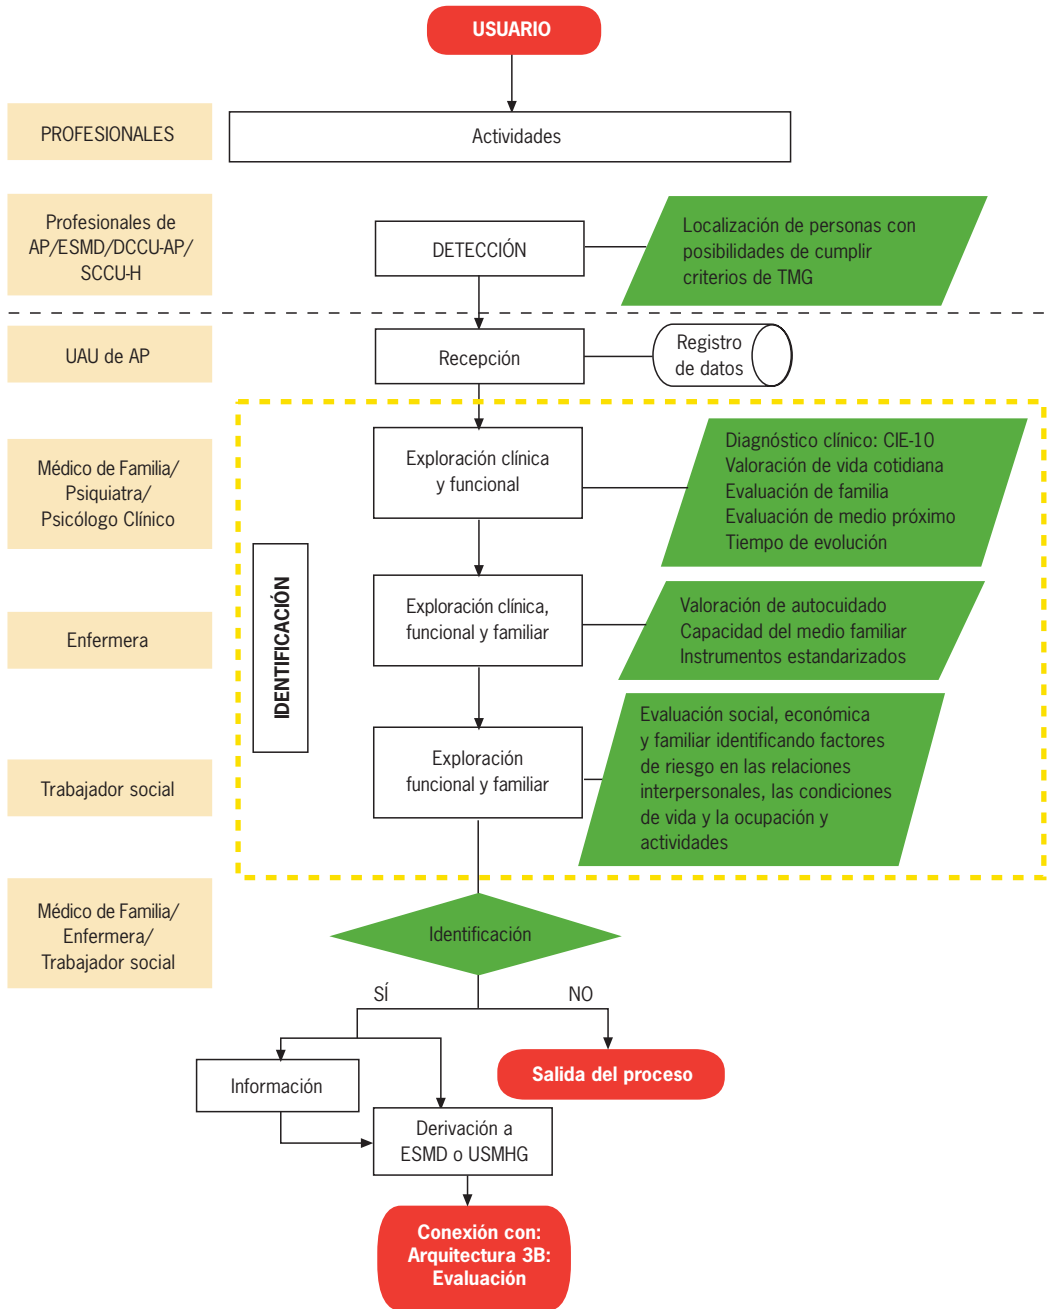 USUARIO
PROFESIONALES
Actividades
Profesionales de
AP/ESMD/DCCU-AP/
SCCU-H
DETECCIÓN
Localización de personas con
posibilidades de cumplir
criterios de TMG
UAU de AP
Recepción
Registro
de datos
Médico de Familia/
Psiquiatra/
Psicólogo Clínico
Exploración clínica
y funcional
Diagnóstico clínico: CIE-10
Valoración de vida cotidiana
Evaluación de familia
Evaluación de medio próximo
Tiempo de evolución
IDENTIFICACIÓN
Enfermera
Exploración clínica,
funcional y familiar
Valoración de autocuidado
Capacidad del medio familiar
Instrumentos estandarizados
Trabajador social
Exploración
funcional y familiar
Evaluación social, económica
y familiar identificando factores
de riesgo en las relaciones
interpersonales, las condiciones
de vida y la ocupación y
actividades
Médico de Familia/
Enfermera/
Trabajador social
Identificación
SÍ
NO
Información
Salida del proceso
Derivación a
ESMD o USMHG
Conexión con:
Arquitectura 3B:
Evaluación